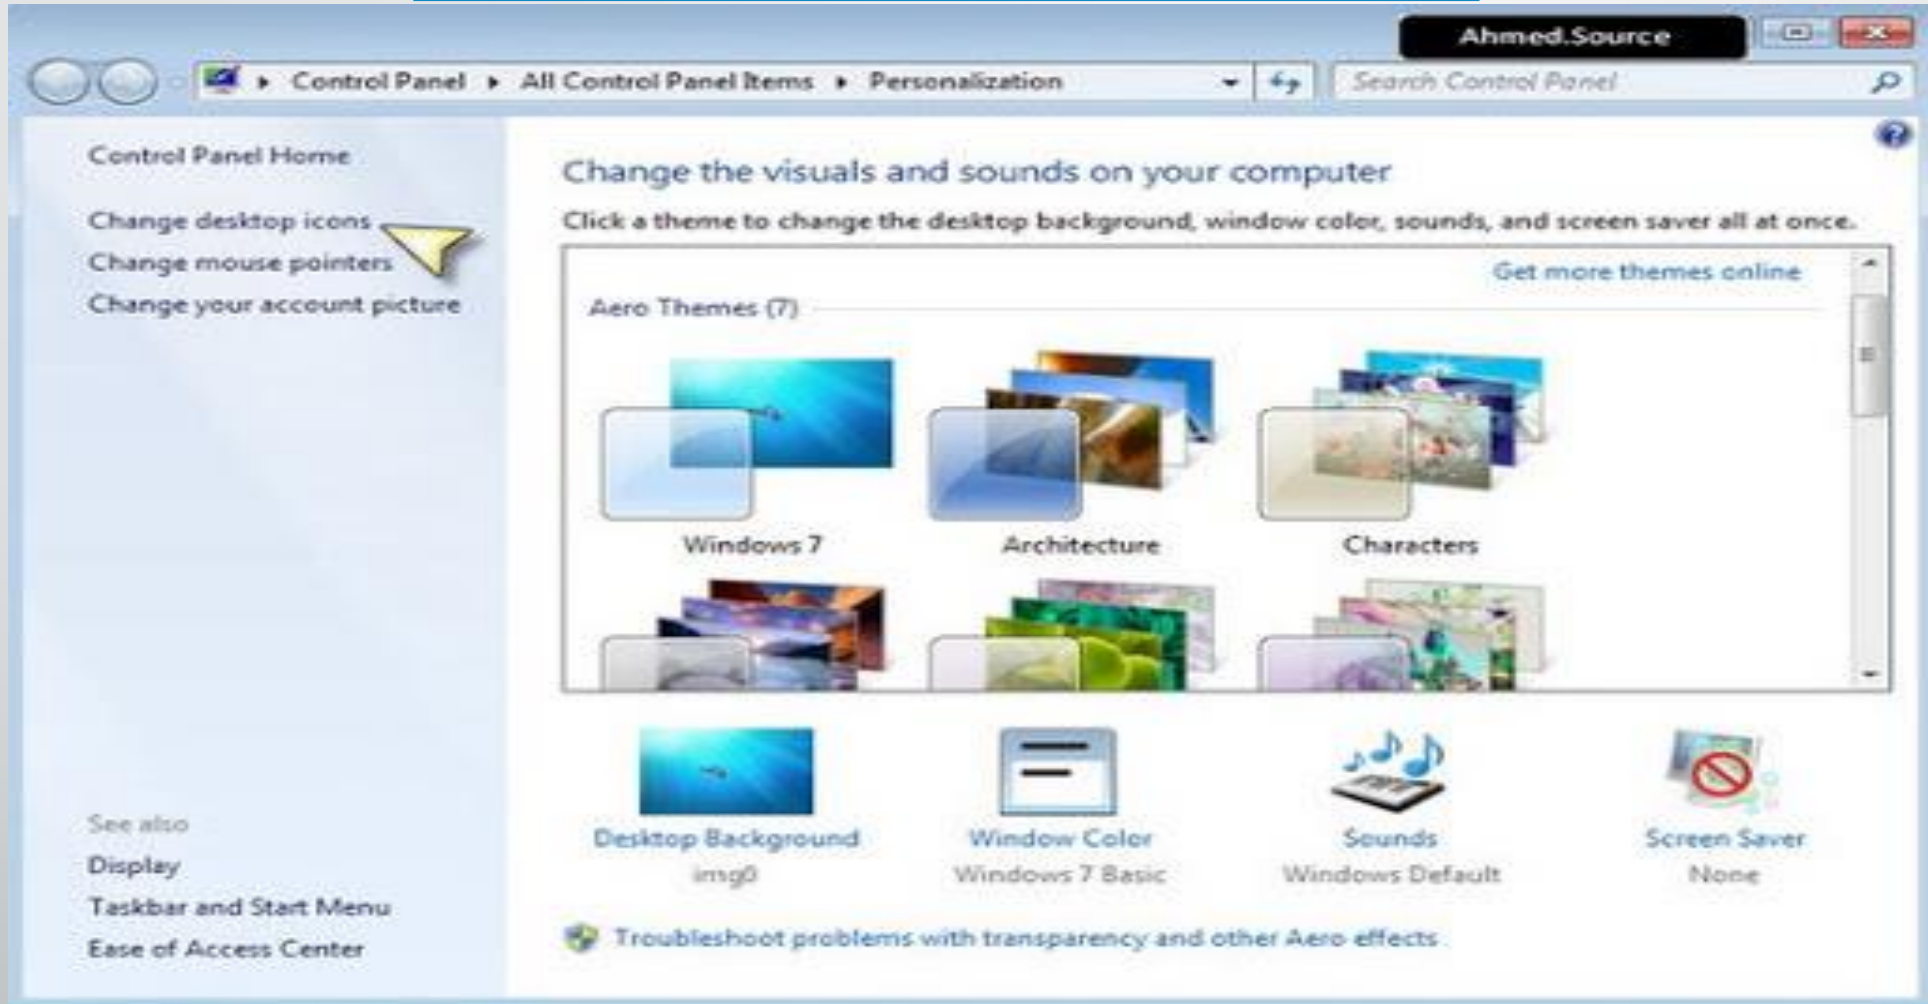 Ahmed.Source
Control Panel All Control Panel Items Personalization
Search Control Panel
Control Panel Home
Change desktop icons
Change mouse pointers
Change your account picture
See also
Display
Taskbar and Start Menu
Ease of Access Center
Change the visuals and sounds on your computer
Click a theme to change the desktop background, window color, sounds, and screen saver all at once.
Get more themes online
Aero Themes (7)
Windows 7 Architecture Characters
Desktop Background Window Color Sounds Screen Saver
img0 Windows 7 Basic Windows Default None
Troubleshoot problems with transparency and other Aero effects